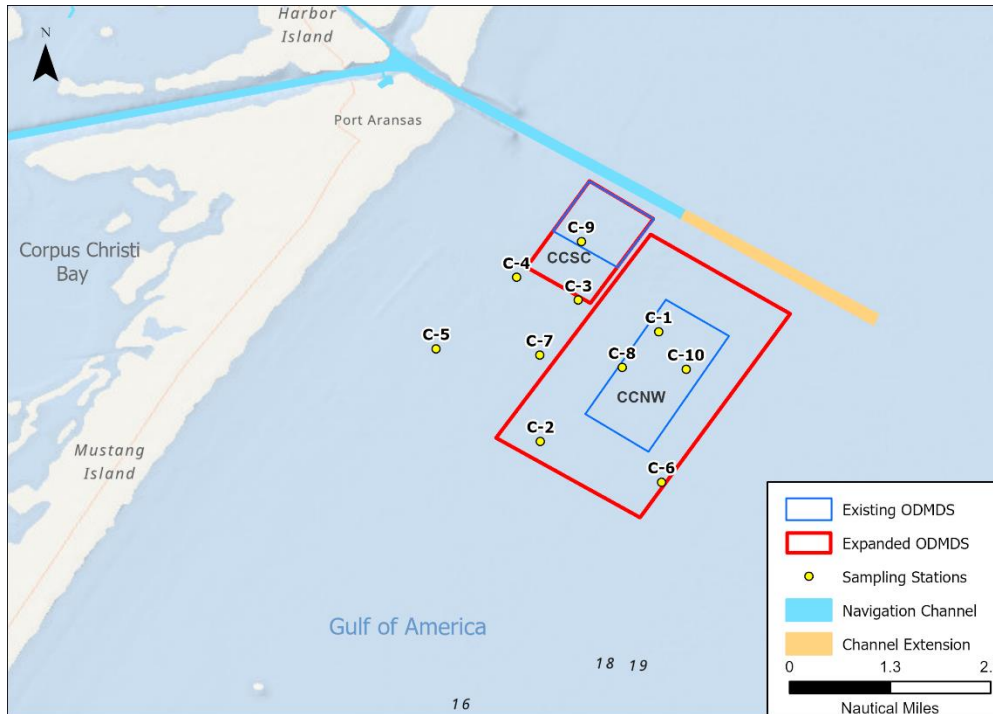 Harbor
Island
N
Port Aransas
C-9
CCSC
C-4
C-3
Corpus Christi
Bay
C-1
C-5
C-7
C-8
C-10
CCNW
C-2
Mustang
Island
C-6
Existing ODMDS
Expanded ODMDS
Sampling Stations
Navigation Channel
Channel Extension
Gulf of America
18 19
16
0
1.3
2.
Nautical Miles